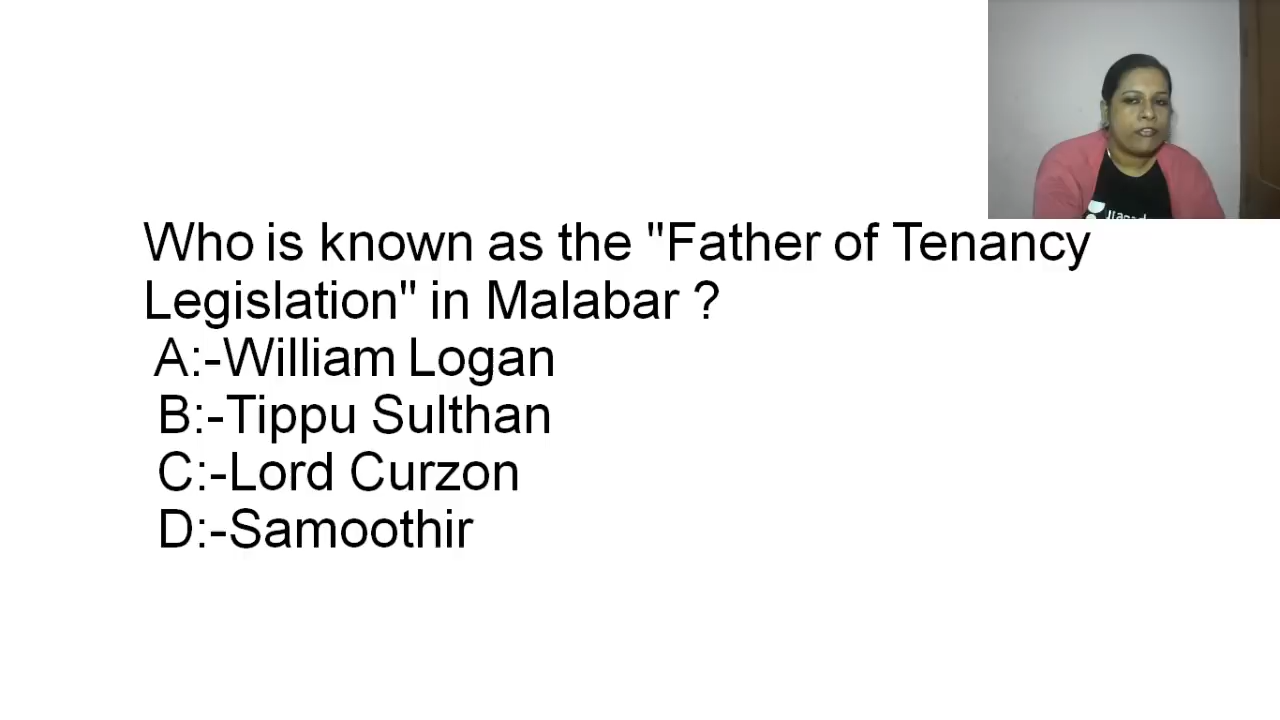 Who is known as the "Father of Tenancy
Legislation" in Malabar ?
A:-William Logan
B:-Tippu Sulthan
C:-Lord Curzon
D:-Samoothir